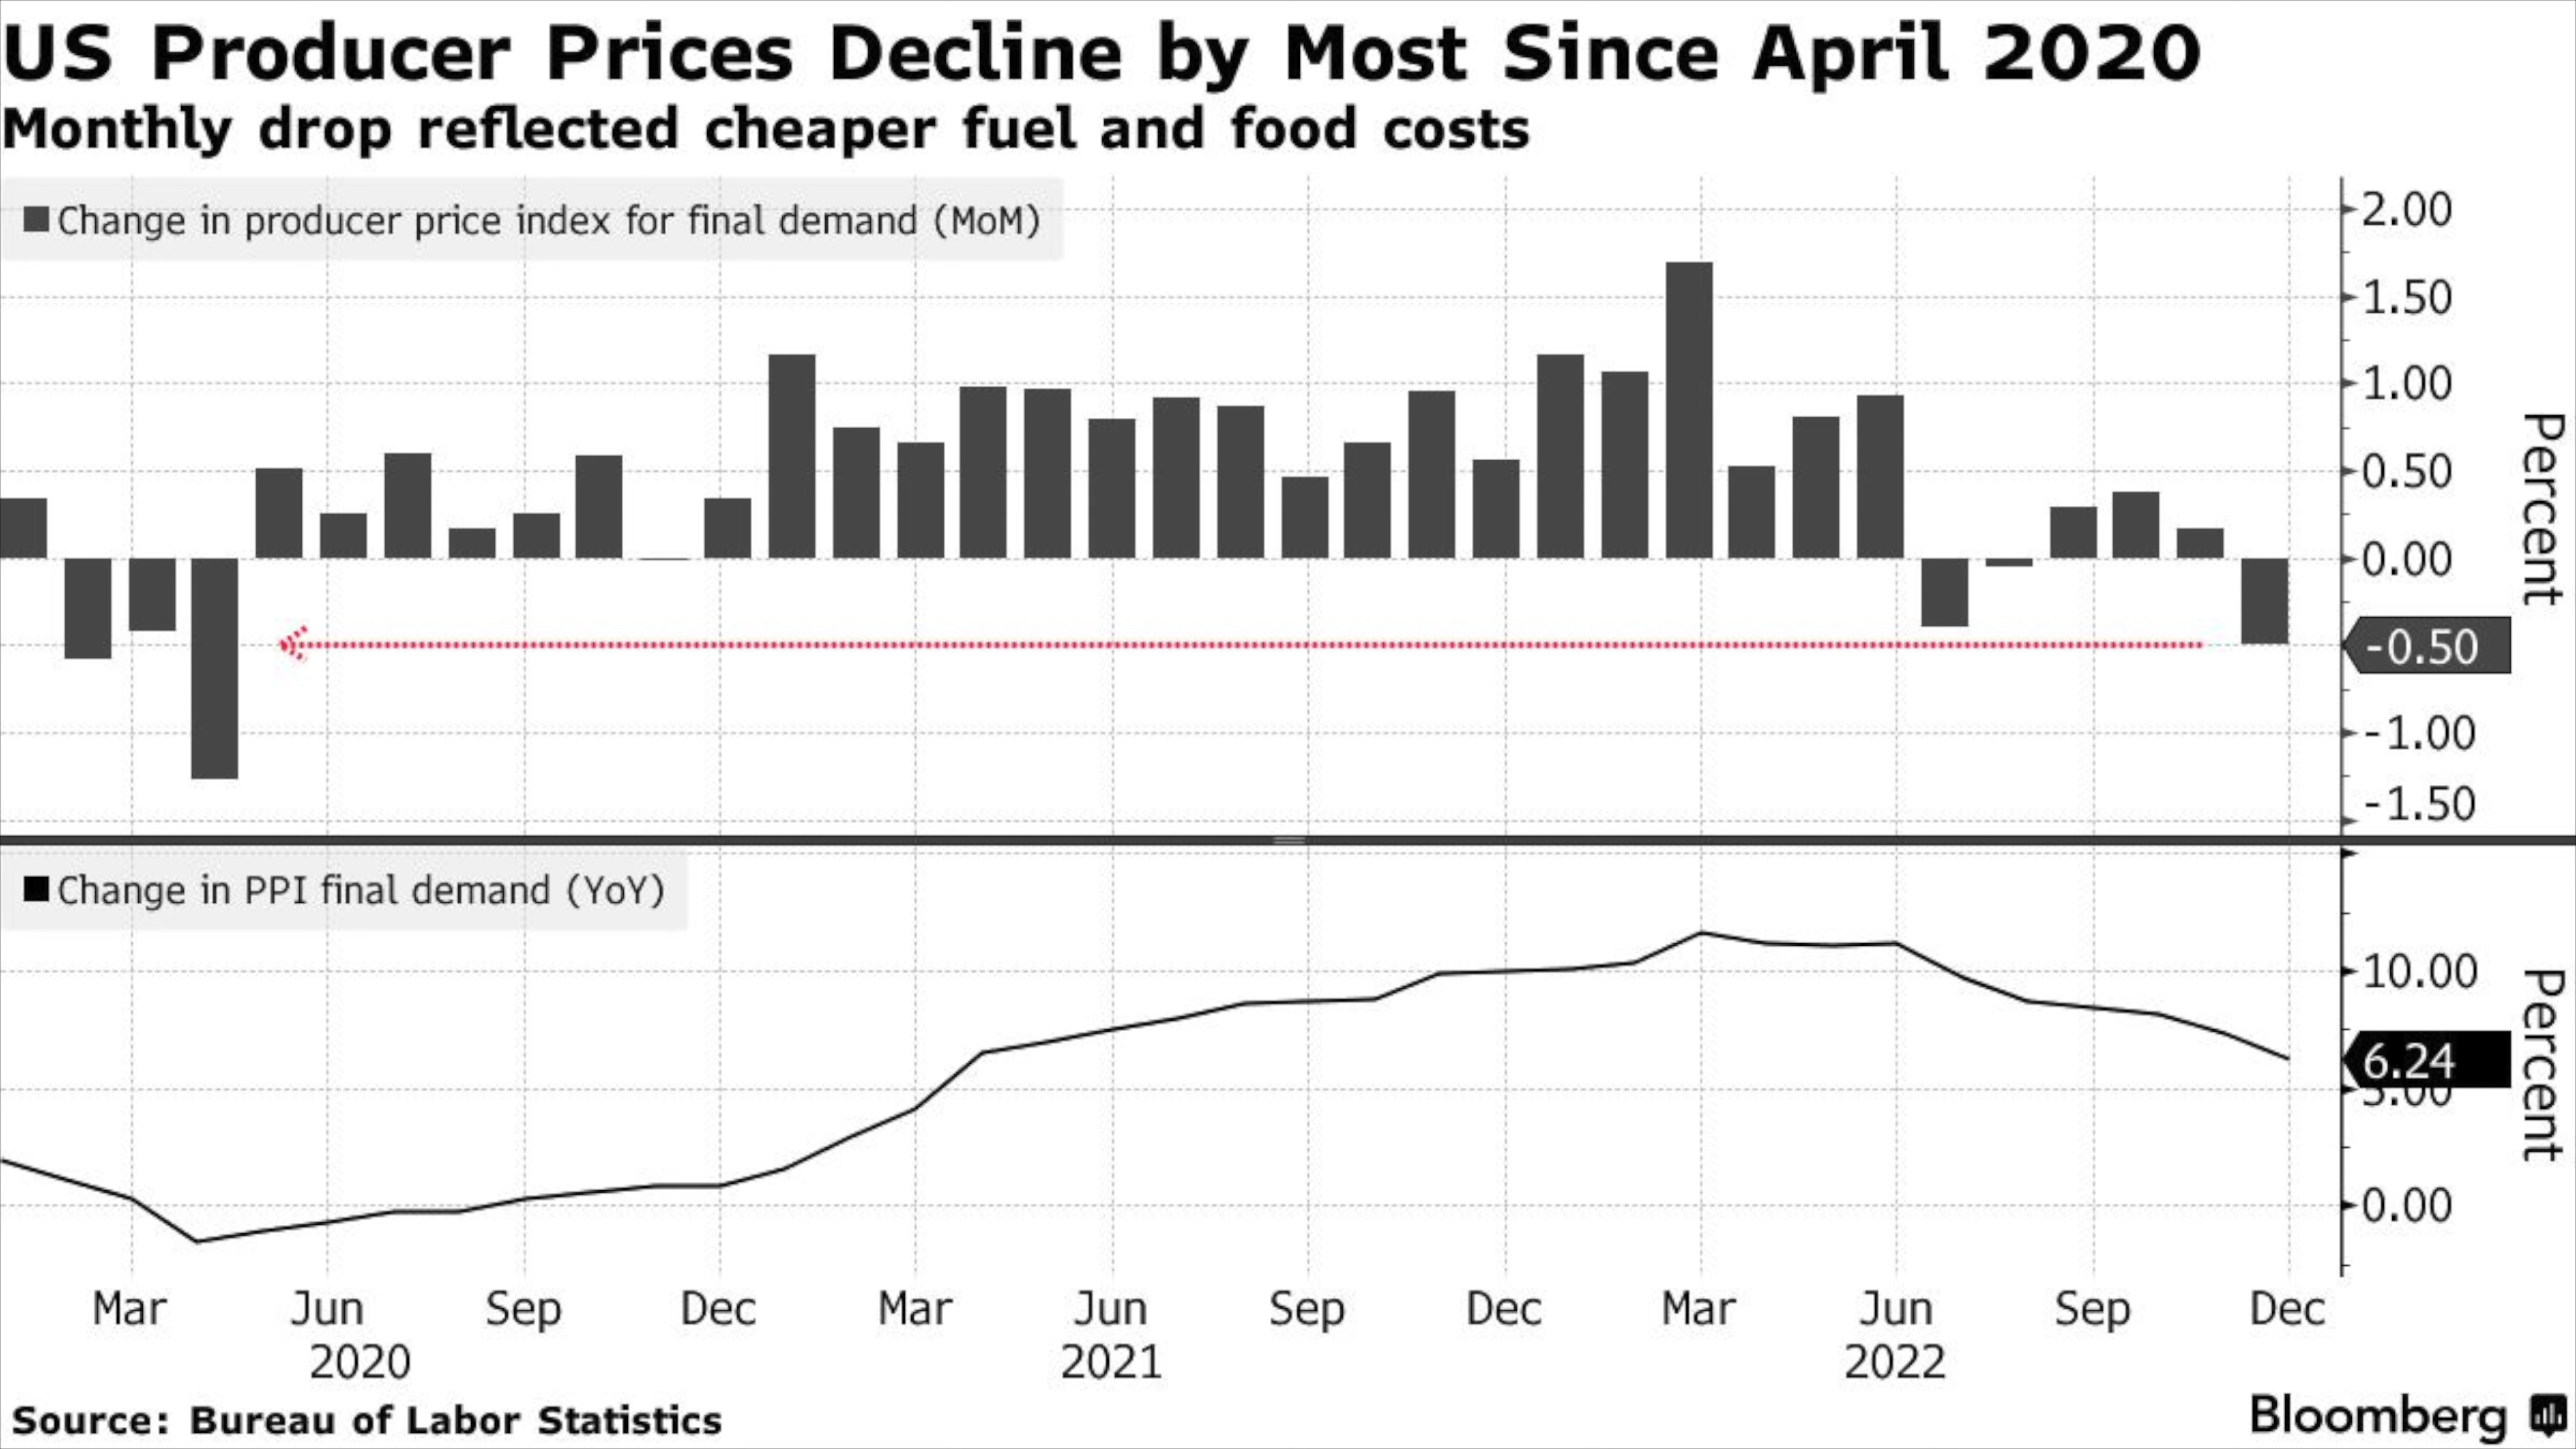 US Producer Prices Decline by Most Since April 2020
Monthly drop reflected cheaper fuel and food costs
Change in producer price index for final demand (MoM)
2.00
1.50
1.00
0.50
0.00
-0.50
-1.00
-1.50
Percent
Change in PPI final demand (YoY)
10.00
6.24
5.00
0.00
Percent
Mar Jun Sep Dec Mar Jun Sep Dec Mar Jun Sep Dec
2020 2021 2022
Source: Bureau of Labor Statistics
Bloomberg